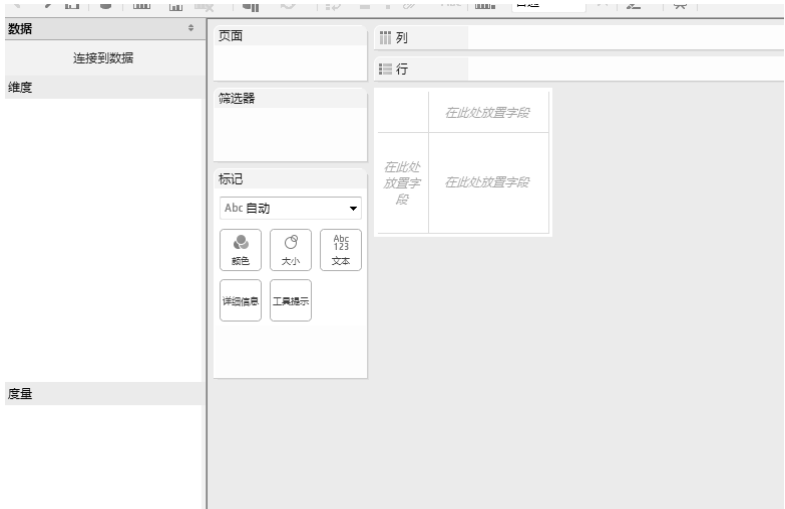 数据
连接到数据
维度
度量
页面
筛选器
标记
Abc 自动
颜色
大小
Abc
123
文本
详细信息
工具提示
列
行
在此处放置字段
在此处
放置字
段
在此处放置字段